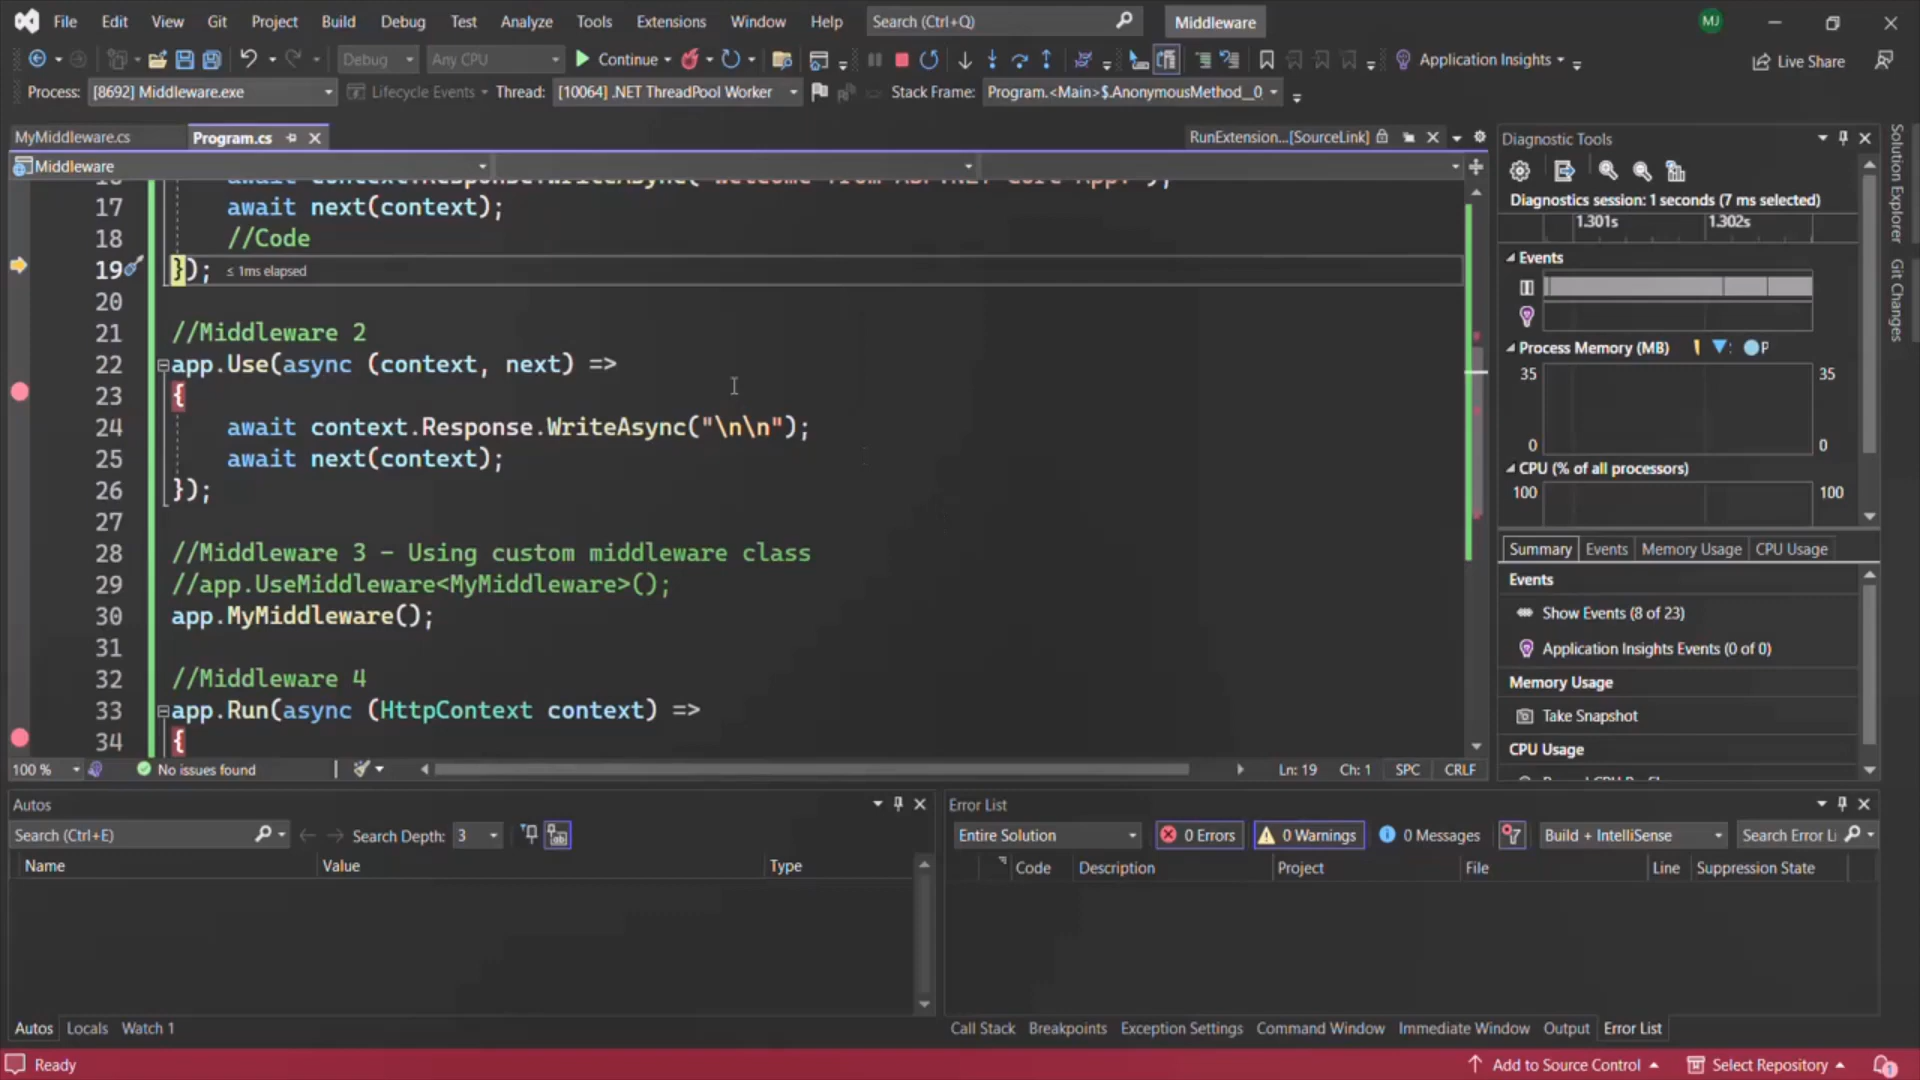 File Edit View Git Project Build Debug Test Analyze Tools Extensions Window Help Search (Ctrl+Q) Middleware MJ
Debug Any CPU Continue Application Insights Live Share
Process: [8692] Middleware.exe Lifecycle Events Thread: [10064] .NET ThreadPool Worker Stack Frame: Program.<Main>$.AnonymousMethod__0
MyMiddleware.cs Program.cs RunExtension...[SourceLink]
Middleware
17 await next(context);
18 //Code
19 }); ≤ 1ms elapsed
20
21 //Middleware 2
22 app.Use(async (context, next) =>
23 {
24 await context.Response.WriteAsync("\n\n");
25 await next(context);
26 });
27
28 //Middleware 3 - Using custom middleware class
29 //app.UseMiddleware<MyMiddleware>();
30 app.MyMiddleware();
31
32 //Middleware 4
33 app.Run(async (HttpContext context) =>
34 {
100 % No issues found Ln: 19 Ch: 1 SPC CRLF
Diagnostic Tools
Diagnostics session: 1 seconds (7 ms selected)
1.301s 1.302s
Events
Process Memory (MB) P
35 35
0 0
CPU (% of all processors)
100 100
Summary Events Memory Usage CPU Usage
Events
Show Events (8 of 23)
Application Insights Events (0 of 0)
Memory Usage
Take Snapshot
CPU Usage
Solution Explorer
Git Changes
Autos
Search (Ctrl+E) Search Depth: 3
Name Value Type
Autos Locals Watch 1
Error List
Entire Solution 0 Errors 0 Warnings 0 Messages Build + IntelliSense Search Error Li
Code Description Project File Line Suppression State
Call Stack Breakpoints Exception Settings Command Window Immediate Window Output Error List
Ready Add to Source Control Select Repository 1